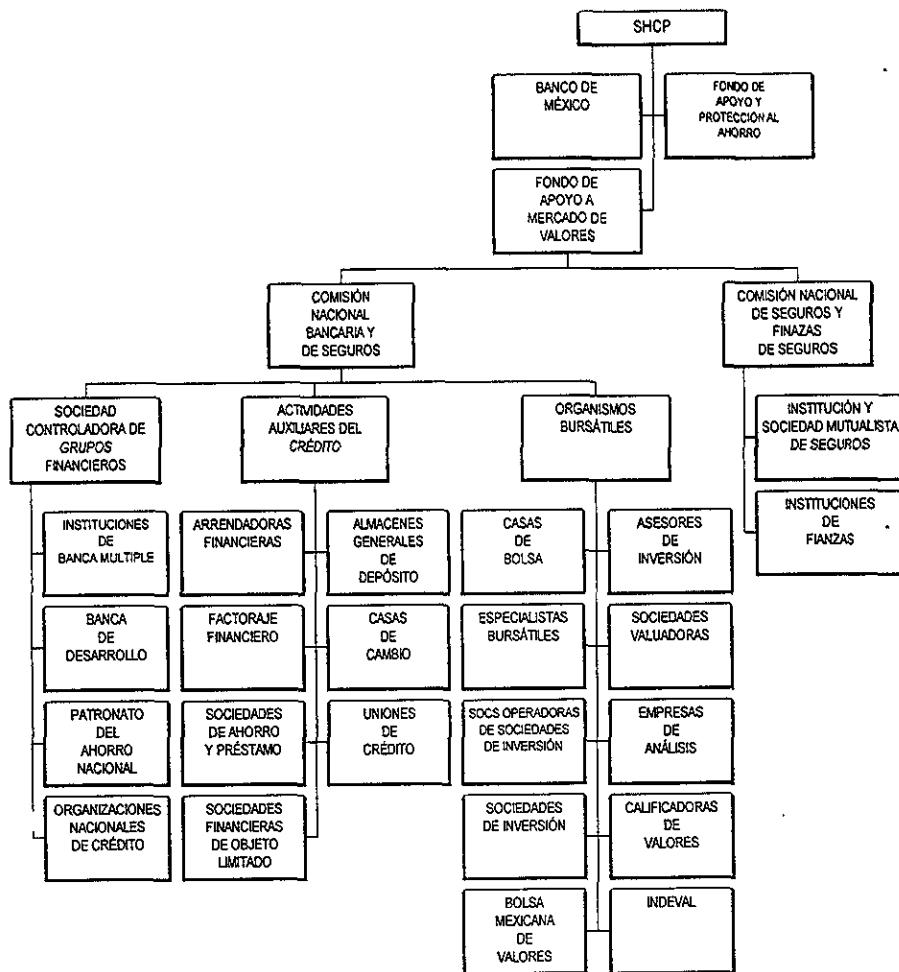 SHCP
BANCO DE
MÉXICO
FONDO DE
APOYO Y
PROTECCIÓN AL
AHORRO
FONDO DE
APOYO A
MERCADO DE
VALORES
COMISIÓN
NACIONAL
BANCARIA Y
DE SEGUROS
COMISIÓN NACIONAL
DE SEGUROS Y
FINAZAS
DE SEGUROS
SOCIEDAD
CONTROLADORA DE
GRUPOS
FINANCIEROS
ACTIVIDADES
AUXILIARES DEL
CRÉDITO
ORGANISMOS
BURSÁTILES
INSTITUCIÓN Y
SOCIEDAD MUTUALISTA
DE SEGUROS
INSTITUCIONES
DE
FIANZAS
INSTITUCIONES
DE
BANCA MULTIPLE
ARRENDADORAS
FINANCIERAS
ALMACENES
GENERALES
DE
DEPÓSITO
CASAS
DE
BOLSA
ASESORES
DE
INVERSIÓN
BANCA
DE
DESARROLLO
FACTORAJE
FINANCIERO
CASAS
DE
CAMBIO
ESPECIALISTAS
BURSÁTILES
SOCIEDADES
VALUADORAS
PATRONATO
DEL
AHORRO
NACIONAL
SOCIEDADES
DE AHORRO
Y PRÉSTAMO
UNIONES
DE
CRÉDITO
SOCS OPERADORAS
DE SOCIEDADES
DE INVERSIÓN
EMPRESAS
DE
ANÁLISIS
ORGANIZACIONES
NACIONALES
DE CRÉDITO
SOCIEDADES
FINANCIERAS
DE OBJETO
LIMITADO
SOCIEDADES
DE INVERSIÓN
CALIFICADORAS
DE
VALORES
BOLSA
MEXICANA
DE
VALORES
INDEVAL